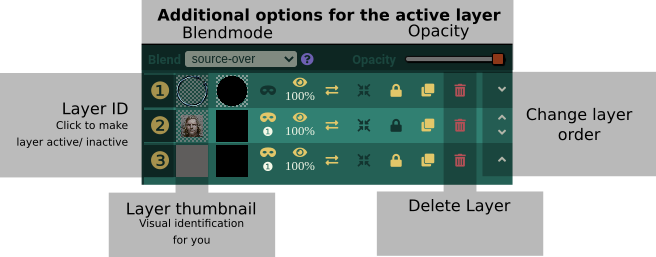 Additional options for the active layer
Blendmode
Opacity
Blend source-over ? Opacity
1 100%
Layer ID
Click to make
layer active/ inactive
2 1 100%
Change layer
order
3 1 100%
Layer thumbnail
Visual identification
for you
Delete Layer